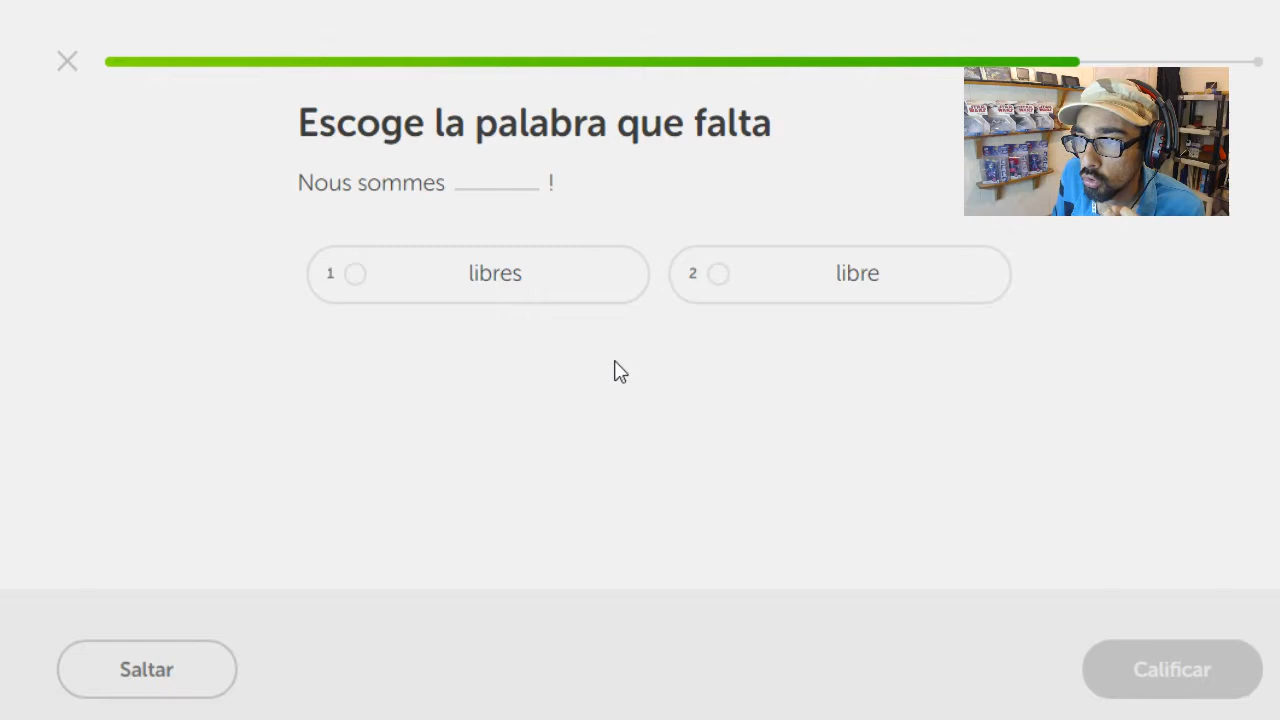 Escoge la palabra que falta
Nous sommes ________ !
1 libres
2 libre
Saltar
Calificar